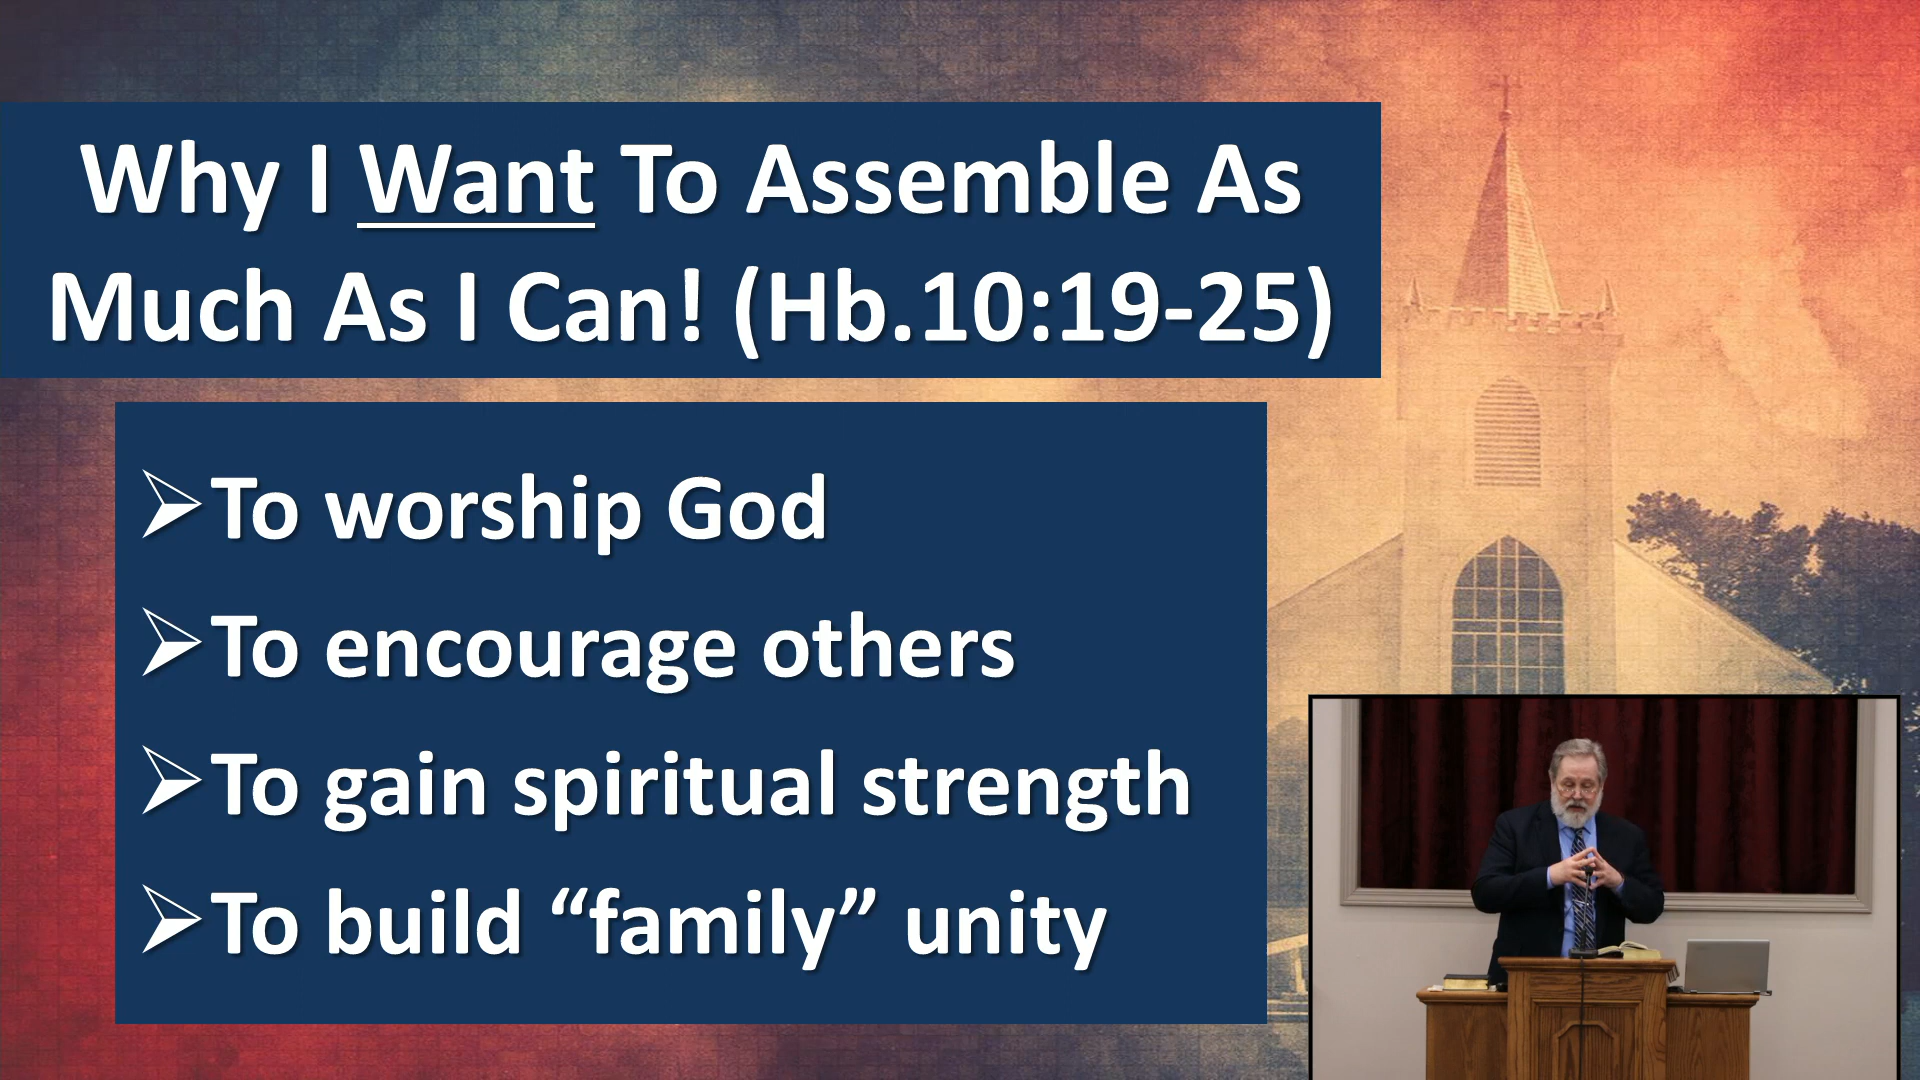 Why I Want To Assemble As
Much As I Can! (Hb.10:19-25)
To worship God
To encourage others
To gain spiritual strength
To build “family” unity